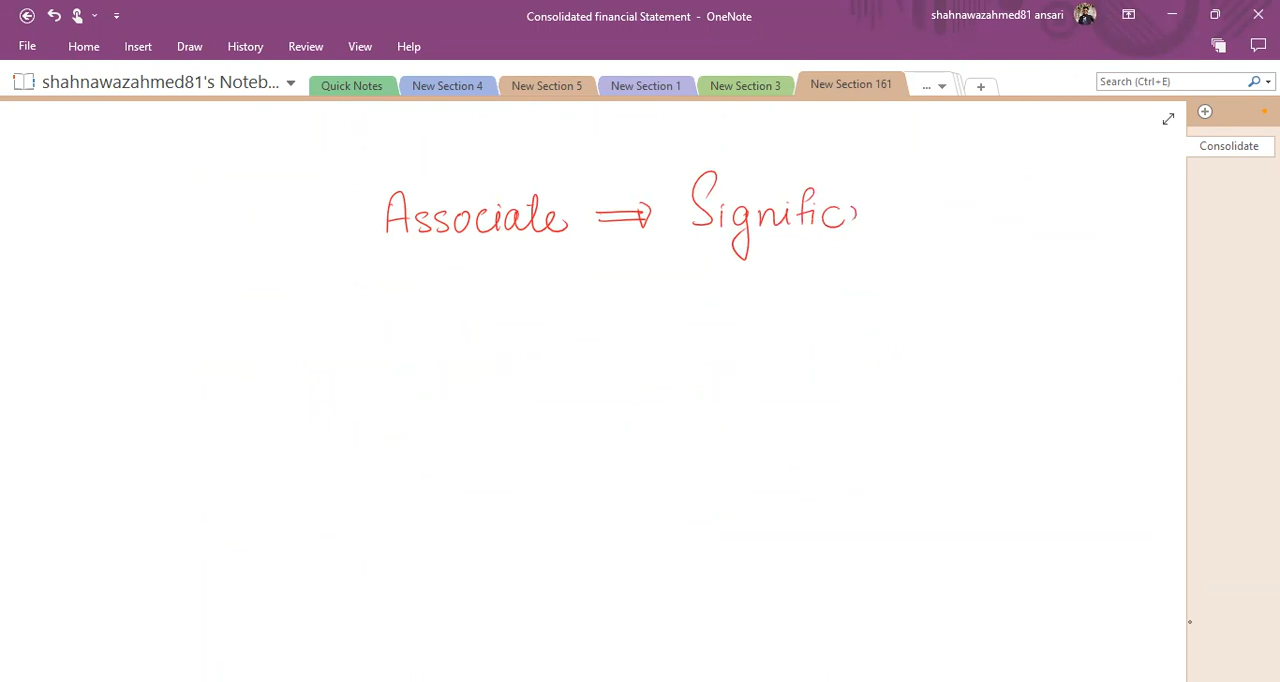 Consolidated financial Statement - OneNote
shahnawazahmed81 ansari
File Home Insert Draw History Review View Help
shahnawazahmed81's Noteb... Quick Notes New Section 4 New Section 5 New Section 1 New Section 3 New Section 161 ... + Search (Ctrl+E)
Consolidate
Associate ⇒ Signific